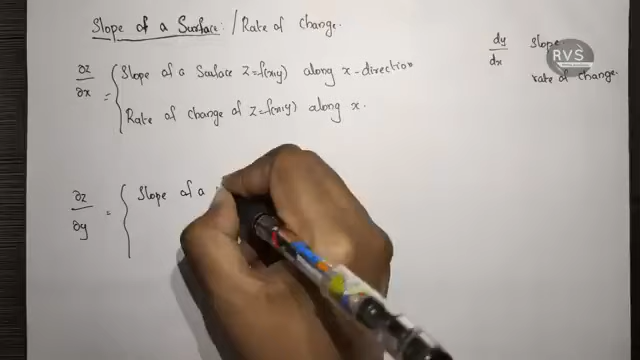 Slope of a Surface: / Rate of Change.
dy/dx Slope.
rate of change.
RVS
∂z/∂x = { Slope of a Surface z=f(x,y) along x-direction
Rate of change of z=f(x,y) along x.
∂z/∂y = { Slope of a